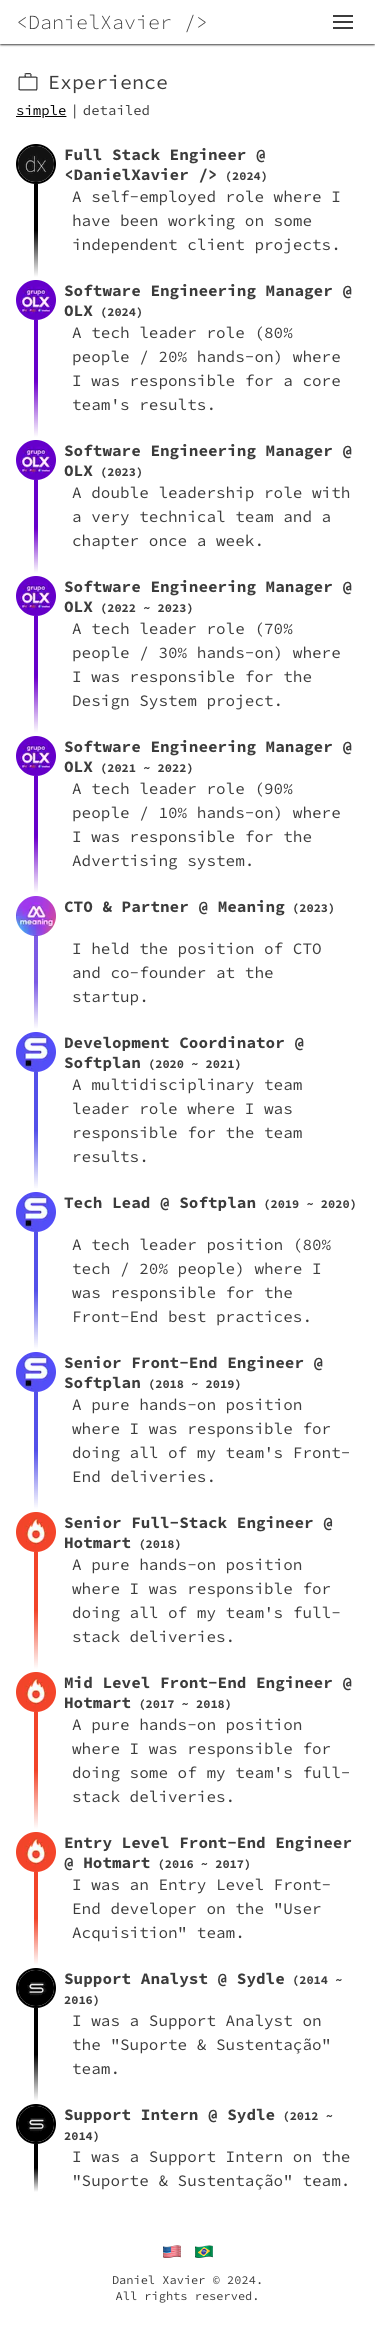 <DanielXavier />
Experience
simple | detailed
dx
Full Stack Engineer @
<DanielXavier /> (2024)
A self-employed role where I
have been working on some
independent client projects.
grupo
OLX
Software Engineering Manager @
OLX (2024)
A tech leader role (80%
people / 20% hands-on) where
I was responsible for a core
team's results.
grupo
OLX
Software Engineering Manager @
OLX (2023)
A double leadership role with
a very technical team and a
chapter once a week.
grupo
OLX
Software Engineering Manager @
OLX (2022 ~ 2023)
A tech leader role (70%
people / 30% hands-on) where
I was responsible for the
Design System project.
grupo
OLX
Software Engineering Manager @
OLX (2021 ~ 2022)
A tech leader role (90%
people / 10% hands-on) where
I was responsible for the
Advertising system.
meaning
CTO & Partner @ Meaning (2023)
I held the position of CTO
and co-founder at the
startup.
Development Coordinator @
Softplan (2020 ~ 2021)
A multidisciplinary team
leader role where I was
responsible for the team
results.
Tech Lead @ Softplan (2019 ~ 2020)
A tech leader position (80%
tech / 20% people) where I
was responsible for the
Front-End best practices.
Senior Front-End Engineer @
Softplan (2018 ~ 2019)
A pure hands-on position
where I was responsible for
doing all of my team's Front-
End deliveries.
Senior Full-Stack Engineer @
Hotmart (2018)
A pure hands-on position
where I was responsible for
doing all of my team's full-
stack deliveries.
Mid Level Front-End Engineer @
Hotmart (2017 ~ 2018)
A pure hands-on position
where I was responsible for
doing some of my team's full-
stack deliveries.
Entry Level Front-End Engineer
@ Hotmart (2016 ~ 2017)
I was an Entry Level Front-
End developer on the "User
Acquisition" team.
Support Analyst @ Sydle (2014 ~
2016)
I was a Support Analyst on
the "Suporte & Sustentação"
team.
Support Intern @ Sydle (2012 ~
2014)
I was a Support Intern on the
"Suporte & Sustentação" team.
Daniel Xavier © 2024.
All rights reserved.